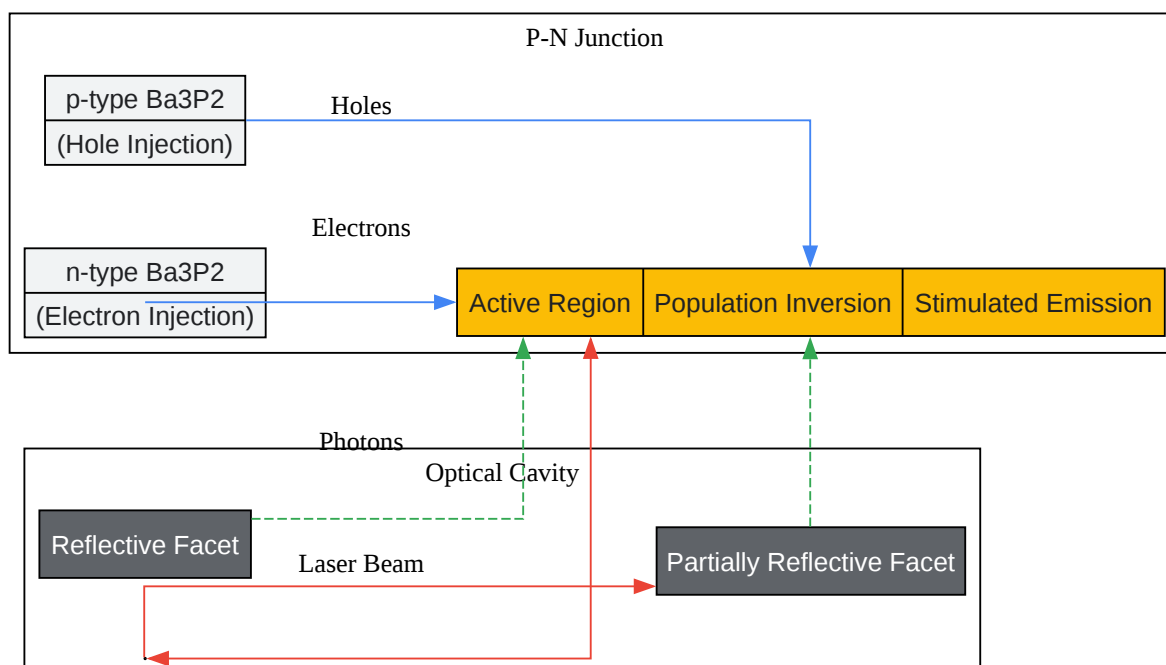 P-N Junction
p-type Ba3P2
(Hole Injection)
Holes
Electrons
n-type Ba3P2
(Electron Injection)
Active Region
Population Inversion
Stimulated Emission
Photons
Optical Cavity
Reflective Facet
Laser Beam
Partially Reflective Facet